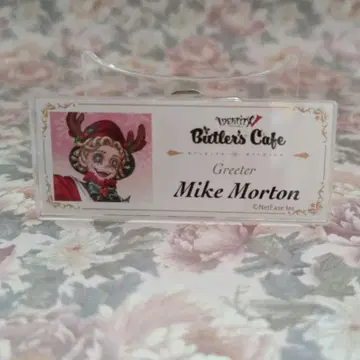 IDENTITY V
Butler's Cafe
Greeter
Mike Morton
©NetEase Inc.